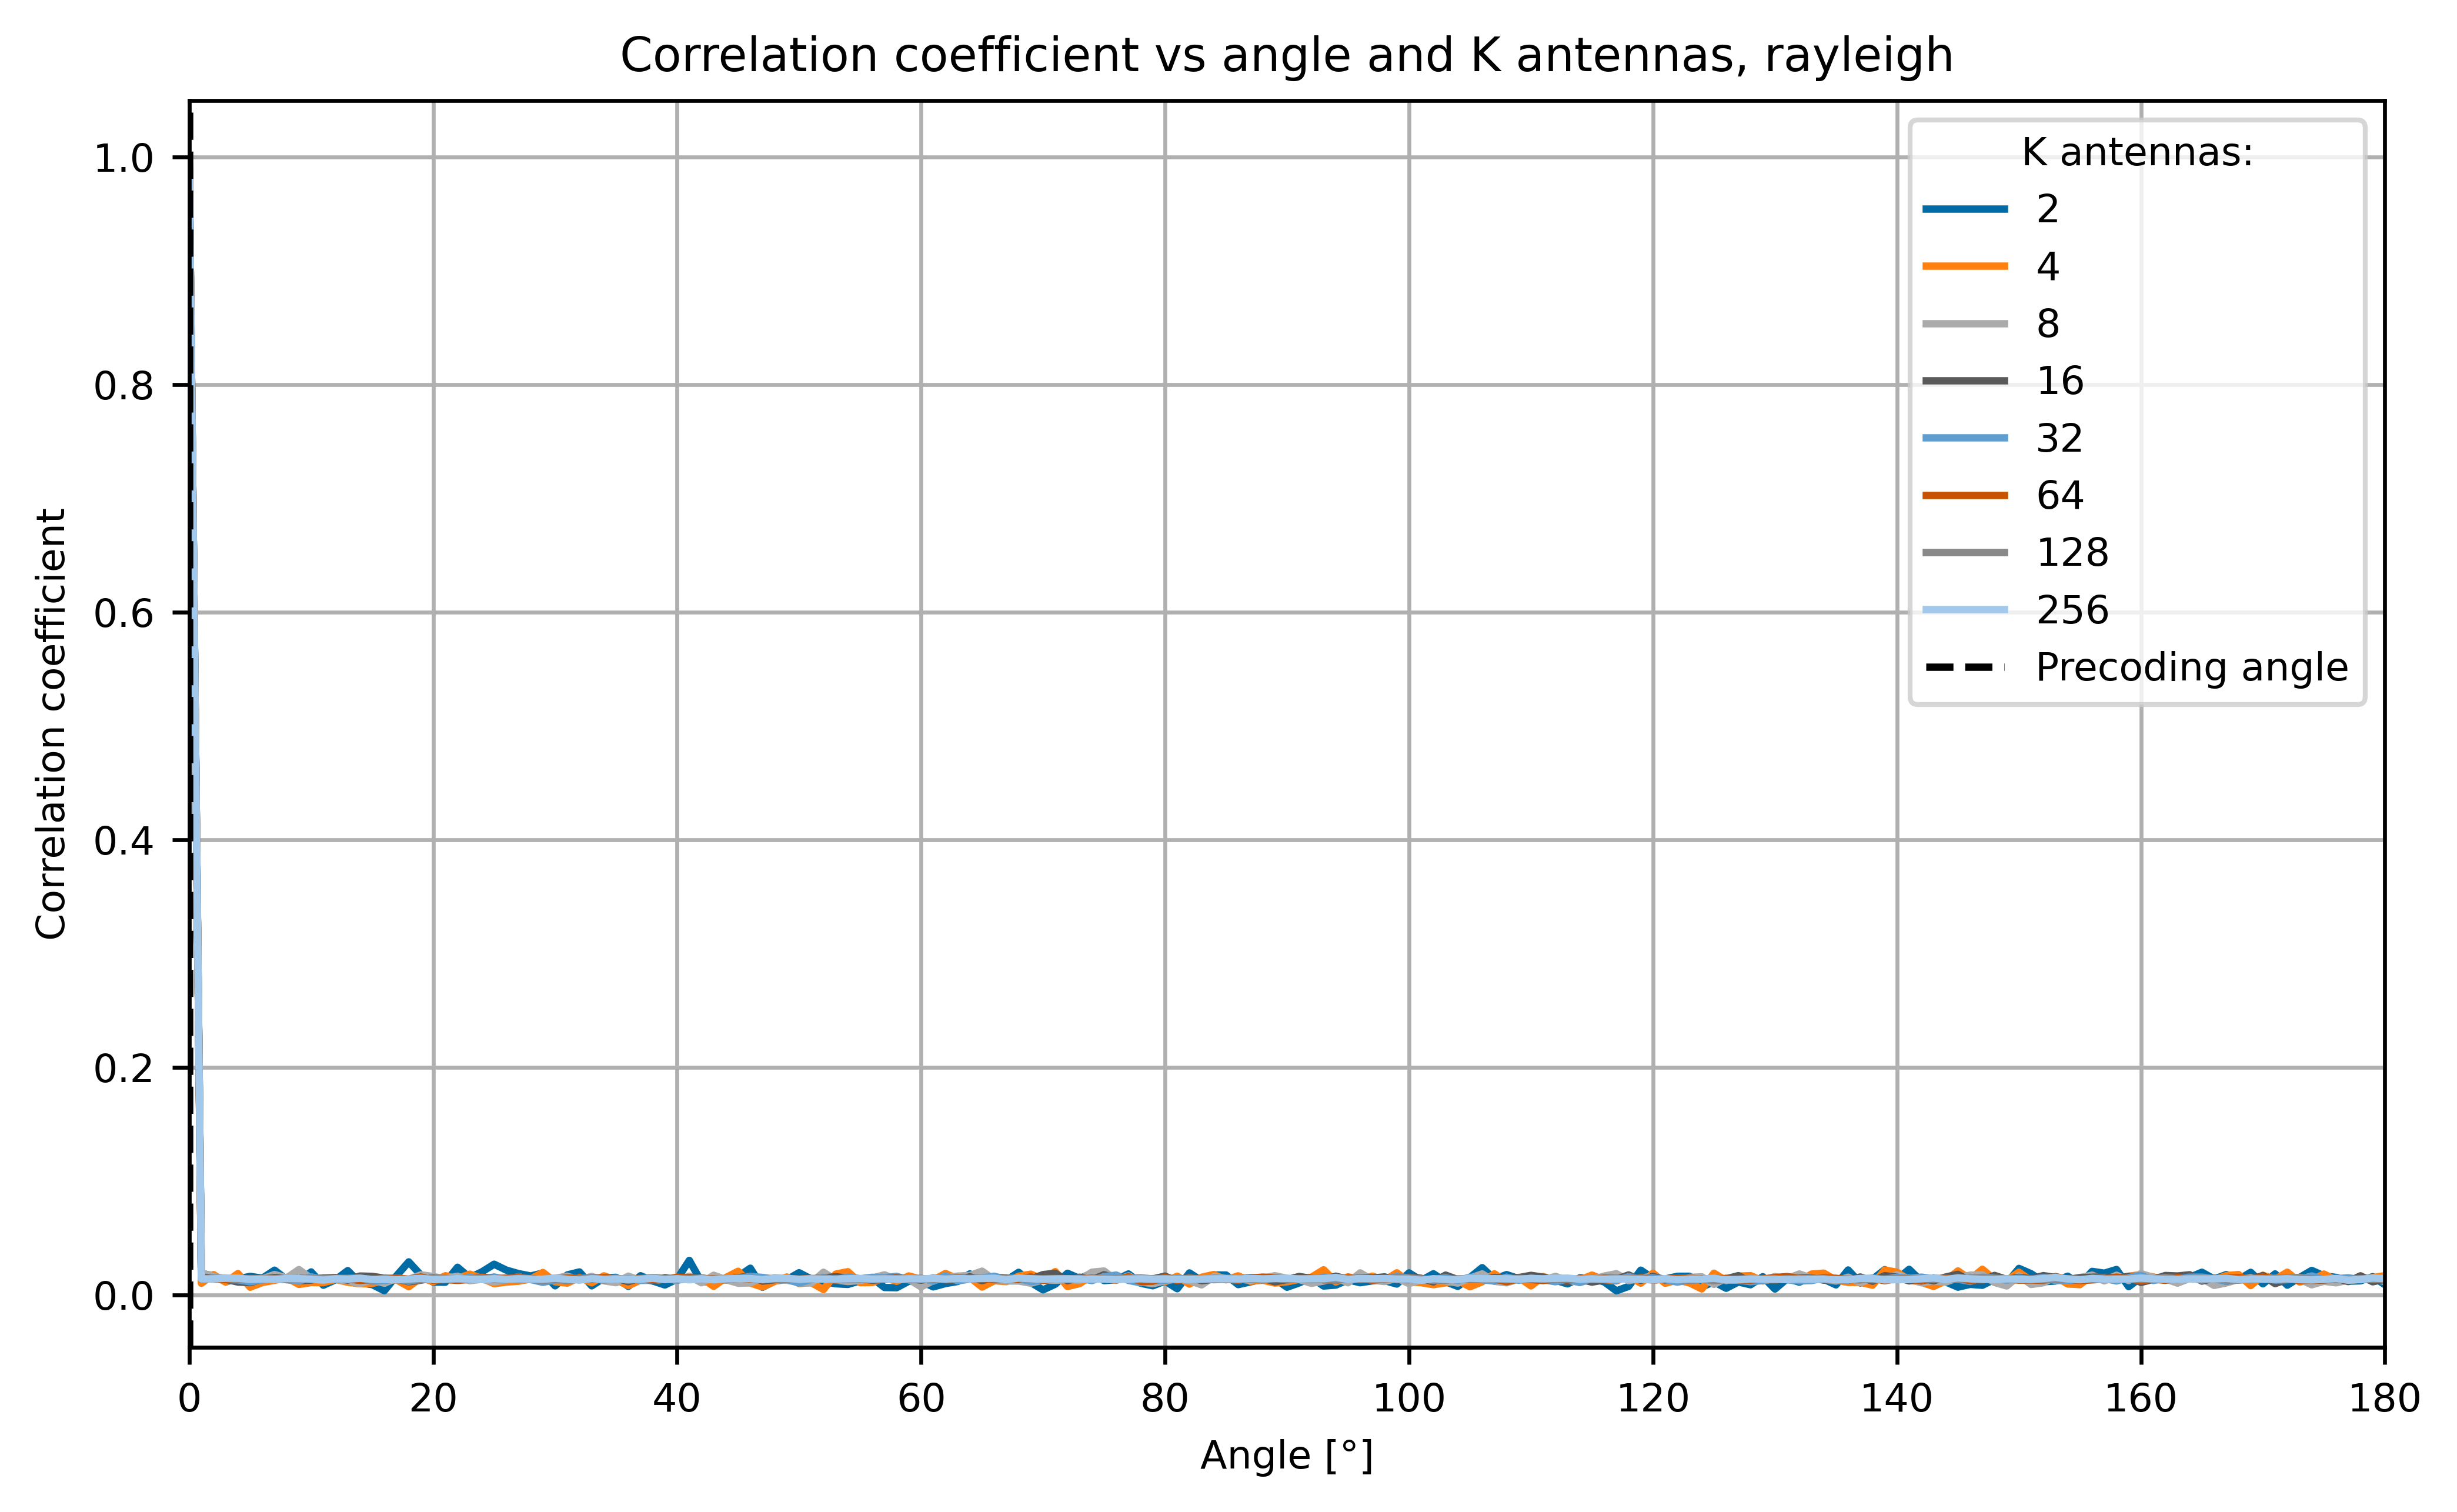 Correlation coefficient vs angle and K antennas, rayleigh
1.0
0.8
0.6
0.4
0.2
0.0
Correlation coefficient
K antennas:
2
4
8
16
32
64
128
256
Precoding angle
0 20 40 60 80 100 120 140 160 180
Angle [°]